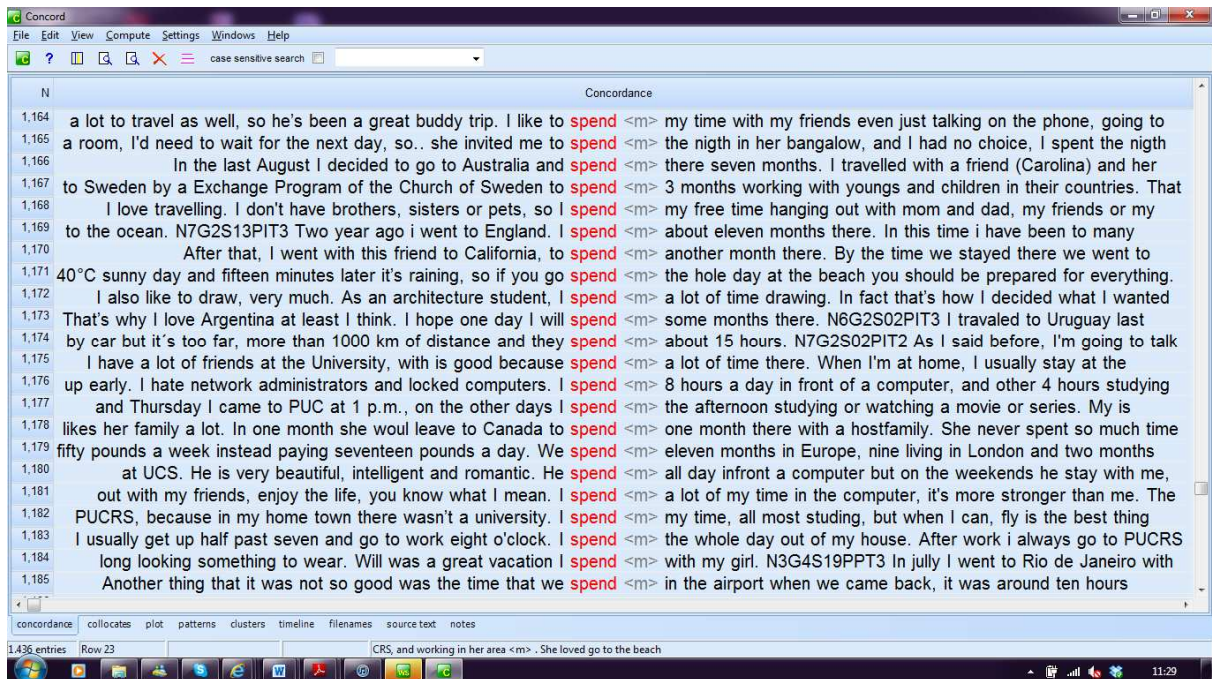 Concord
File Edit View Compute Settings Windows Help
? case sensitive search
N Concordance
1,164 a lot to travel as well, so he's been a great buddy trip. I like to spend <m> my time with my friends even just talking on the phone, going to
1,165 a room, I'd need to wait for the next day, so.. she invited me to spend <m> the nigth in her bangalow, and I had no choice, I spent the nigth
1,166 In the last August I decided to go to Australia and spend <m> there seven months. I travelled with a friend (Carolina) and her
1,167 to Sweden by a Exchange Program of the Church of Sweden to spend <m> 3 months working with youngs and children in their countries. That
1,168 I love travelling. I don't have brothers, sisters or pets, so I spend <m> my free time hanging out with mom and dad, my friends or my
1,169 to the ocean. N7G2S13PIT3 Two year ago i went to England. I spend <m> about eleven months there. In this time i have been to many
1,170 After that, I went with this friend to California, to spend <m> another month there. By the time we stayed there we went to
1,171 40°C sunny day and fifteen minutes later it's raining, so if you go spend <m> the hole day at the beach you should be prepared for everything.
1,172 I also like to draw, very much. As an architecture student, I spend <m> a lot of time drawing. In fact that's how I decided what I wanted
1,173 That's why I love Argentina at least I think. I hope one day I will spend <m> some months there. N6G2S02PIT3 I traveled to Uruguay last
1,174 by car but it´s too far, more than 1000 km of distance and they spend <m> about 15 hours. N7G2S02PIT2 As I said before, I'm going to talk
1,175 I have a lot of friends at the University, with is good because spend <m> a lot of time there. When I'm at home, I usually stay at the
1,176 up early. I hate network administrators and locked computers. I spend <m> 8 hours a day in front of a computer, and other 4 hours studying
1,177 and Thursday I came to PUC at 1 p.m., on the other days I spend <m> the afternoon studying or watching a movie or series. My is
1,178 likes her family a lot. In one month she woul leave to Canada to spend <m> one month there with a hostfamily. She never spent so much time
1,179 fifty pounds a week instead paying seventeen pounds a day. We spend <m> eleven months in Europe, nine living in London and two months
1,180 at UCS. He is very beautiful, intelligent and romantic. He spend <m> all day infront a computer but on the weekends he stay with me,
1,181 out with my friends, enjoy the life, you know what I mean. I spend <m> a lot of my time in the computer, it's more stronger than me. The
1,182 PUCRS, because in my home town there wasn't a university. I spend <m> my time, all most studing, but when I can, fly is the best thing
1,183 I usually get up half past seven and go to work eight o'clock. I spend <m> the whole day out of my house. After work i always go to PUCRS
1,184 long looking something to wear. Will was a great vacation I spend <m> with my girl. N3G4S19PPT3 In jully I went to Rio de Janeiro with
1,185 Another thing that it was not so good was the time that we spend <m> in the airport when we came back, it was around ten hours
concordance collocates plot patterns clusters timeline filenames source text notes
1.436 entries Row 23 CRS, and working in her area <m> . She loved go to the beach
11:29